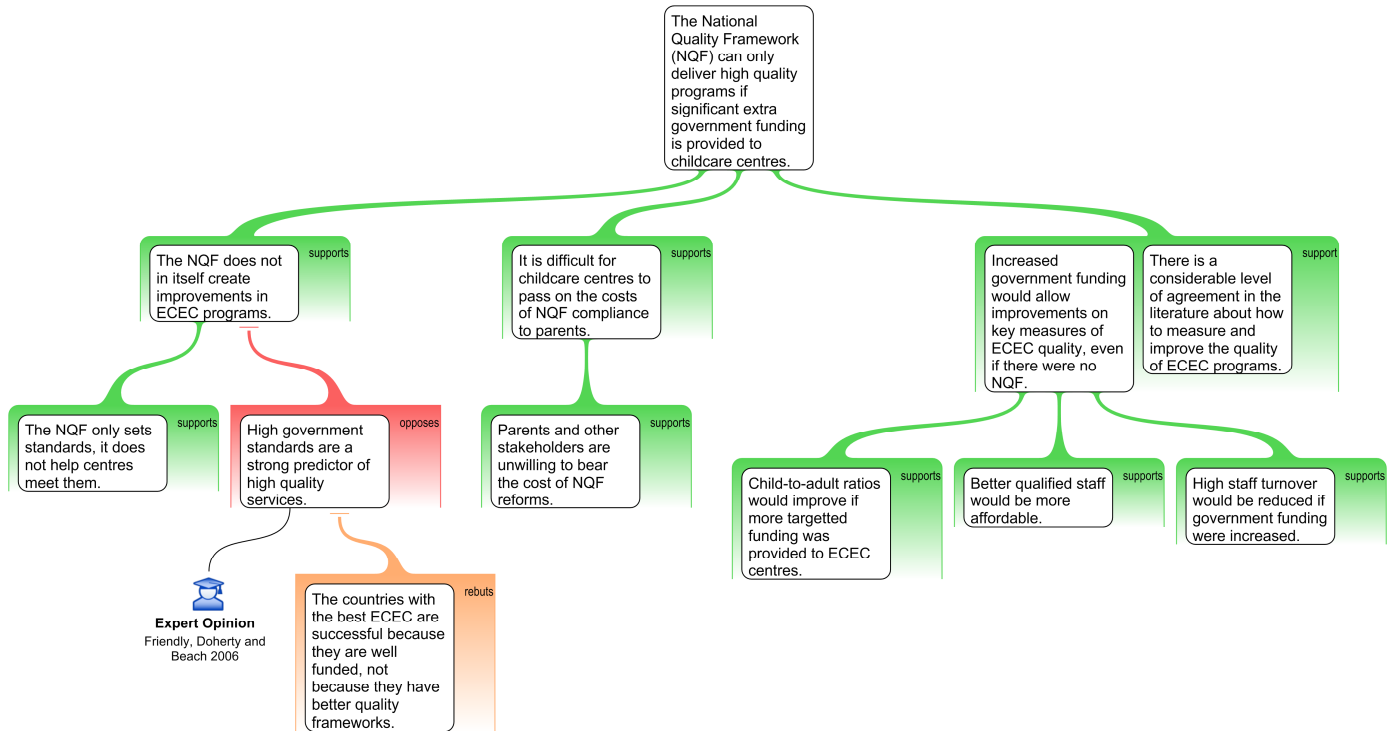 The National
Quality Framework
(NQF) can only
deliver high quality
programs if
significant extra
government funding
is provided to
childcare centres.
supports
The NQF does not
in itself create
improvements in
ECEC programs.
supports
It is difficult for
childcare centres to
pass on the costs
of NQF compliance
to parents.
support
Increased
government funding
would allow
improvements on
key measures of
ECEC quality, even
if there were no
NQF.
There is a
considerable level
of agreement in the
literature about how
to measure and
improve the quality
of ECEC programs.
supports
The NQF only sets
standards, it does
not help centres
meet them.
opposes
High government
standards are a
strong predictor of
high quality
services.
supports
Parents and other
stakeholders are
unwilling to bear
the cost of NQF
reforms.
supports
Child-to-adult ratios
would improve if
more targetted
funding was
provided to ECEC
centres.
supports
Better qualified staff
would be more
affordable.
supports
High staff turnover
would be reduced if
government funding
were increased.
Expert Opinion
Friendly, Doherty and
Beach 2006
rebuts
The countries with
the best ECEC are
successful because
they are well
funded, not
because they have
better quality
frameworks.